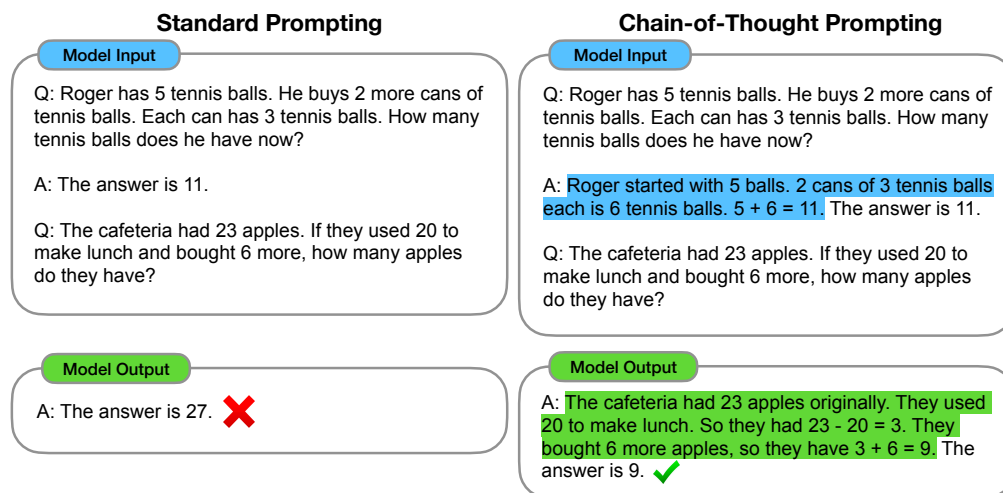 Standard Prompting
Model Input
Q: Roger has 5 tennis balls. He buys 2 more cans of
tennis balls. Each can has 3 tennis balls. How many
tennis balls does he have now?
A: The answer is 11.
Q: The cafeteria had 23 apples. If they used 20 to
make lunch and bought 6 more, how many apples
do they have?
Model Output
A: The answer is 27.
Chain-of-Thought Prompting
Model Input
Q: Roger has 5 tennis balls. He buys 2 more cans of
tennis balls. Each can has 3 tennis balls. How many
tennis balls does he have now?
A: Roger started with 5 balls. 2 cans of 3 tennis balls
each is 6 tennis balls. 5 + 6 = 11. The answer is 11.
Q: The cafeteria had 23 apples. If they used 20 to
make lunch and bought 6 more, how many apples
do they have?
Model Output
A: The cafeteria had 23 apples originally. They used
20 to make lunch. So they had 23 - 20 = 3. They
bought 6 more apples, so they have 3 + 6 = 9. The
answer is 9.